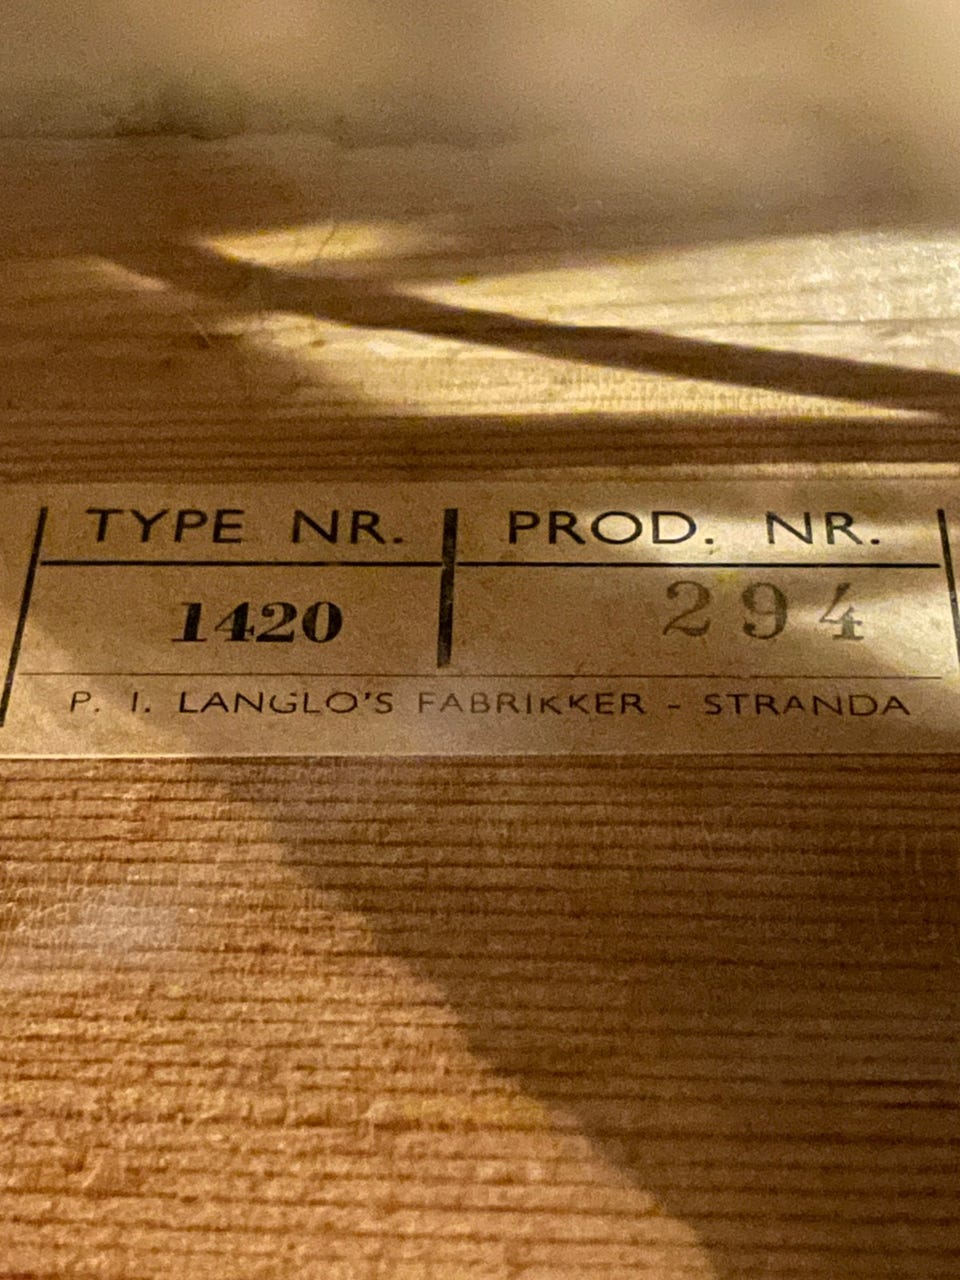 TYPE NR. PROD. NR.
1420 294
P. I. LANGLO'S FABRIKKER - STRANDA